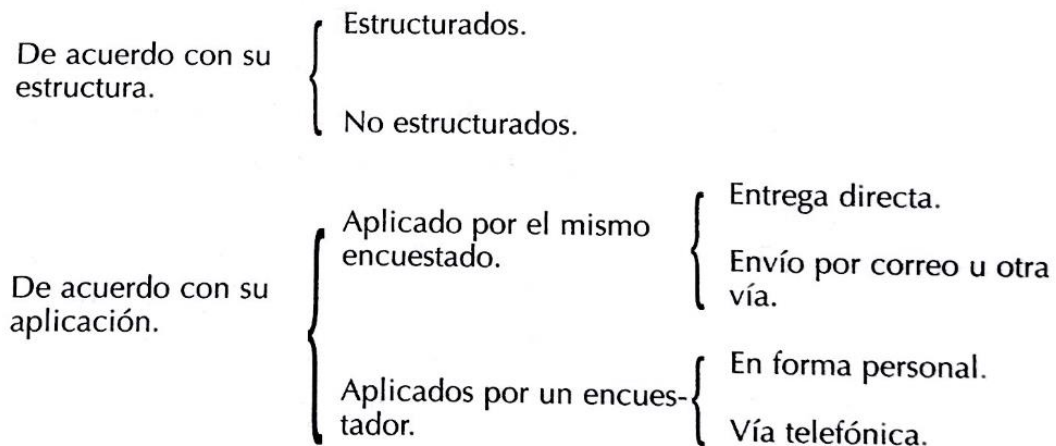 De acuerdo con su
estructura.
Estructurados.
No estructurados.
De acuerdo con su
aplicación.
Aplicado por el mismo
encuestado.
Entrega directa.
Envío por correo u otra
vía.
Aplicados por un encues-
tador.
En forma personal.
Vía telefónica.